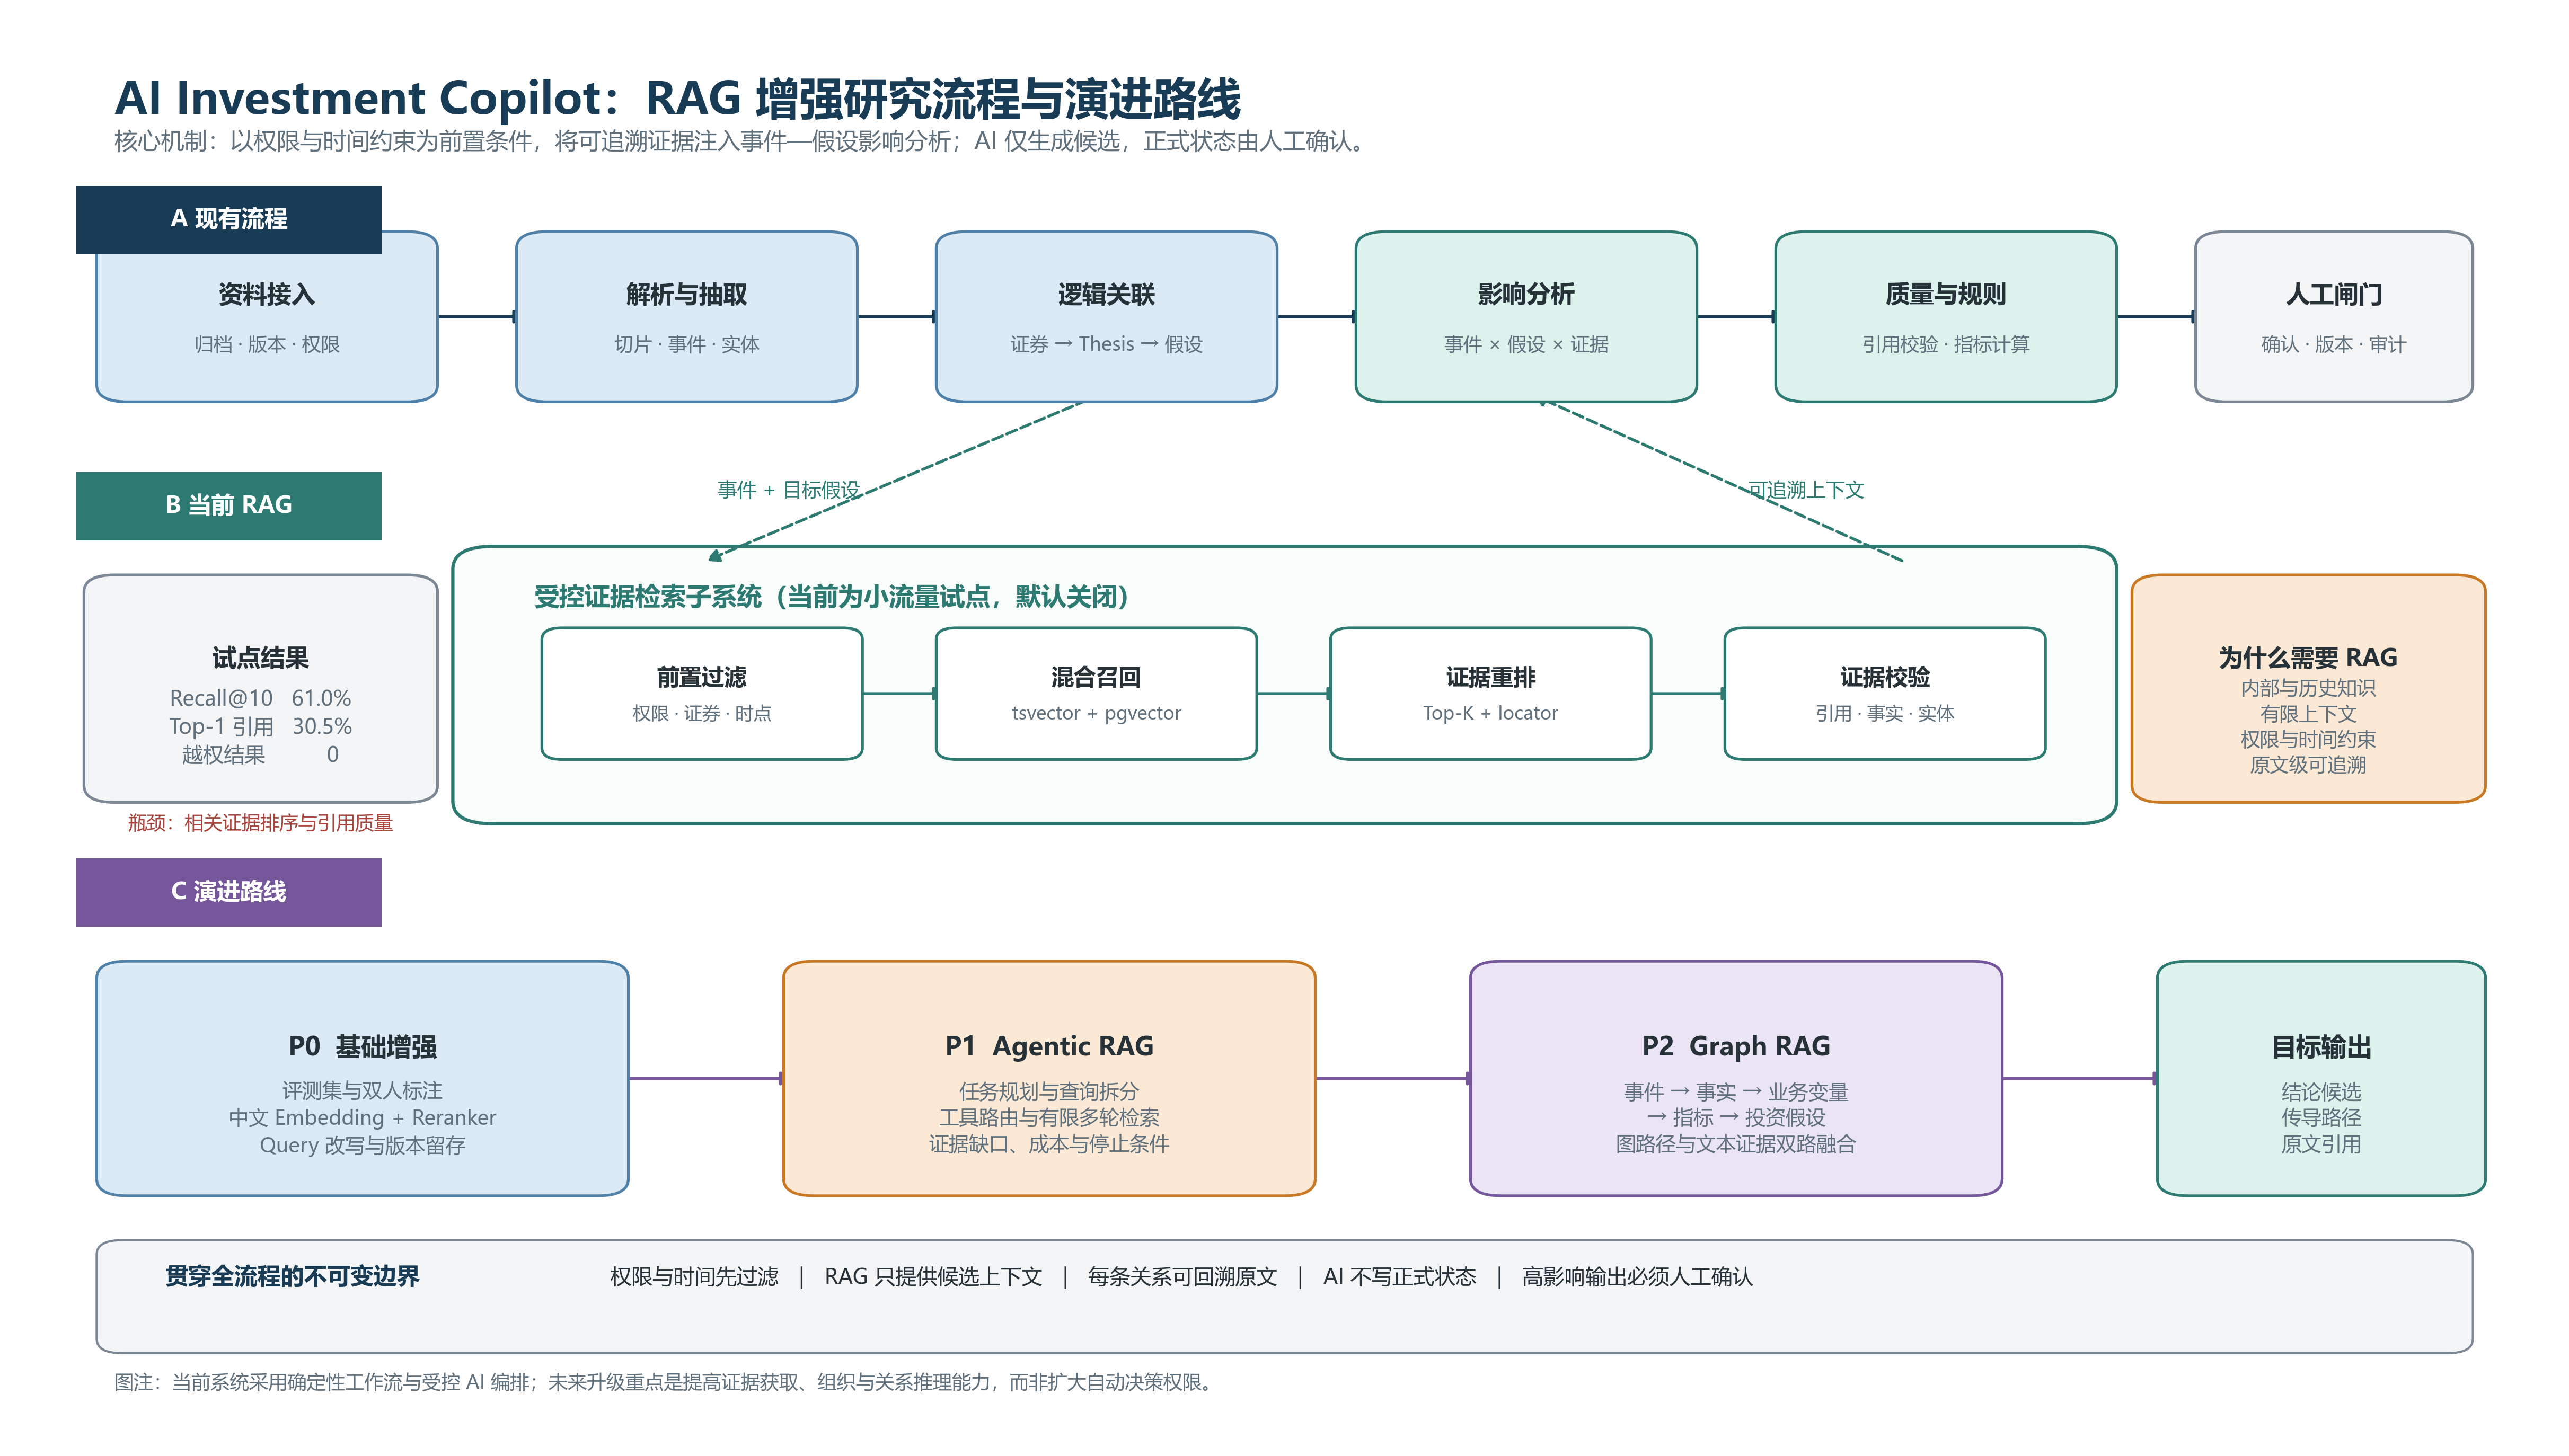 AI Investment Copilot：RAG 增强研究流程与演进路线
核心机制：以权限与时间约束为前置条件，将可追溯证据注入事件—假设影响分析；AI 仅生成候选，正式状态由人工确认。
A 现有流程
资料接入
归档 · 版本 · 权限
解析与抽取
切片 · 事件 · 实体
逻辑关联
证券 → Thesis → 假设
影响分析
事件 × 假设 × 证据
质量与规则
引用校验 · 指标计算
人工闸门
确认 · 版本 · 审计
事件 + 目标假设
可追溯上下文
B 当前 RAG
试点结果
Recall@10 61.0%
Top-1 引用 30.5%
越权结果 0
瓶颈：相关证据排序与引用质量
受控证据检索子系统（当前为小流量试点，默认关闭）
前置过滤
权限 · 证券 · 时点
混合召回
tsvector + pgvector
证据重排
Top-K + locator
证据校验
引用 · 事实 · 实体
为什么需要 RAG
内部与历史知识
有限上下文
权限与时间约束
原文级可追溯
C 演进路线
P0 基础增强
评测集与双人标注
中文 Embedding + Reranker
Query 改写与版本留存
P1 Agentic RAG
任务规划与查询拆分
工具路由与有限多轮检索
证据缺口、成本与停止条件
P2 Graph RAG
事件 → 事实 → 业务变量
→ 指标 → 投资假设
图路径与文本证据双路融合
目标输出
结论候选
传导路径
原文引用
贯穿全流程的不可变边界
权限与时间先过滤 | RAG 只提供候选上下文 | 每条关系可回溯原文 | AI 不写正式状态 | 高影响输出必须人工确认
图注：当前系统采用确定性工作流与受控 AI 编排；未来升级重点是提高证据获取、组织与关系推理能力，而非扩大自动决策权限。